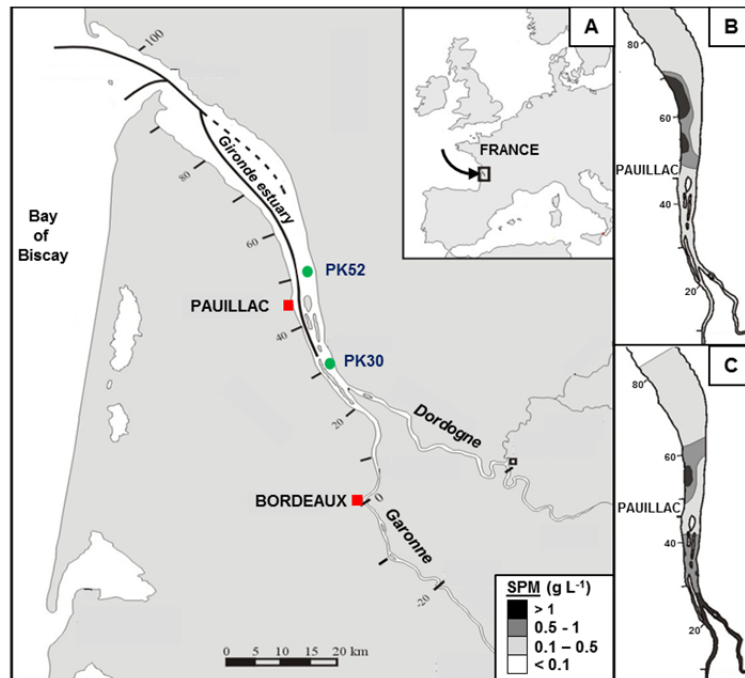 A
100
80
60
40
20
0
-20
Gironde estuary
Bay
of
Biscay
PK52
PAUILLAC
PK30
Dordogne
BORDEAUX
Garonne
0 5 10 15 20 km
FRANCE
SPM (g L-1)
> 1
0.5 - 1
0.1 – 0.5
< 0.1
B
80
60
PAUILLAC
40
20
C
80
60
PAUILLAC
40
20